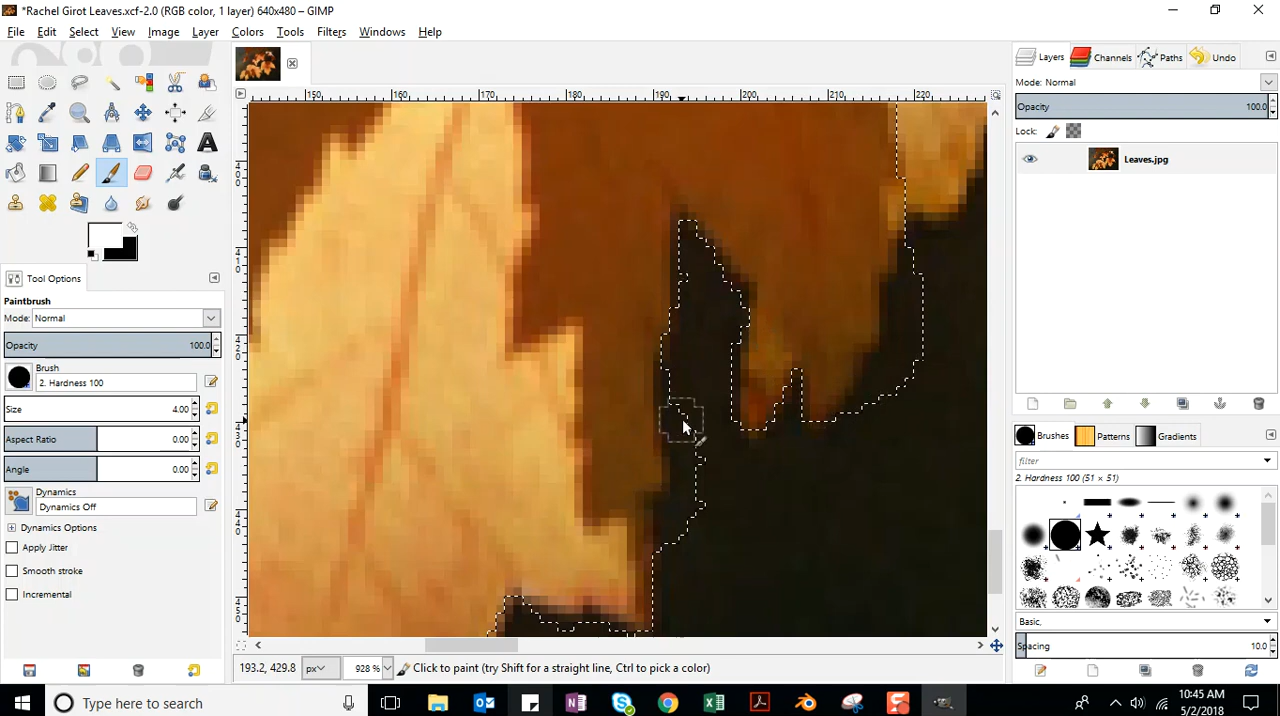 *Rachel Girot Leaves.xcf-2.0 (RGB color, 1 layer) 640x480 – GIMP
File Edit Select View Image Layer Colors Tools Filters Windows Help
Layers Channels Paths Undo
Mode: Normal
150 160 170 180 190 200 210 220
Opacity 100.0
Lock:
400
Leaves.jpg
410
Tool Options
Paintbrush
Mode: Normal
420
Opacity 100.0
Brush
2. Hardness 100
Size 4.00
430
Brushes Patterns Gradients
Aspect Ratio 0.00
filter
Angle 0.00
2. Hardness 100 (51 × 51)
Dynamics
Dynamics Off
440
Dynamics Options
Apply Jitter
Smooth stroke
Incremental
450
Basic,
Spacing 10.0
193.2, 429.8 px 928 % Click to paint (try Shift for a straight line, Ctrl to pick a color)
Type here to search
10:45 AM
5/2/2018